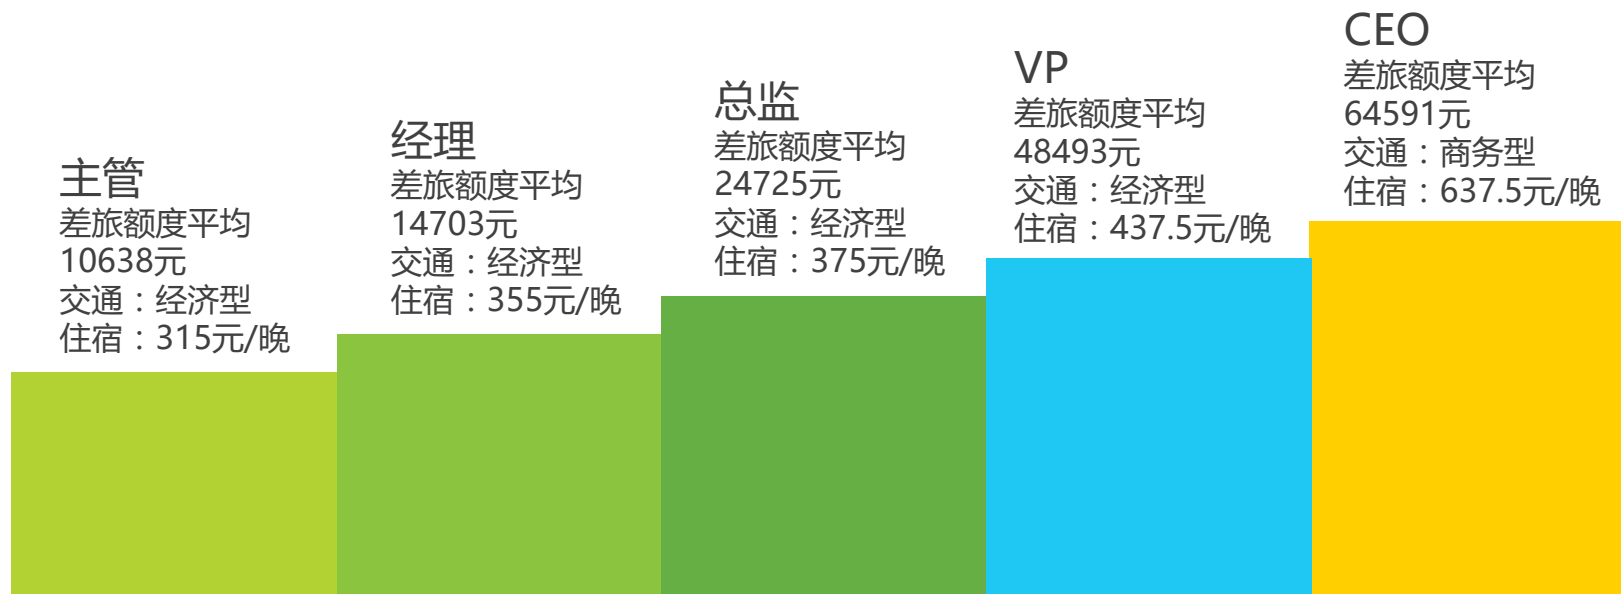 主管
差旅额度平均
10638元
交通：经济型
住宿：315元/晚
经理
差旅额度平均
14703元
交通：经济型
住宿：355元/晚
总监
差旅额度平均
24725元
交通：经济型
住宿：375元/晚
VP
差旅额度平均
48493元
交通：经济型
住宿：437.5元/晚
CEO
差旅额度平均
64591元
交通：商务型
住宿：637.5元/晚